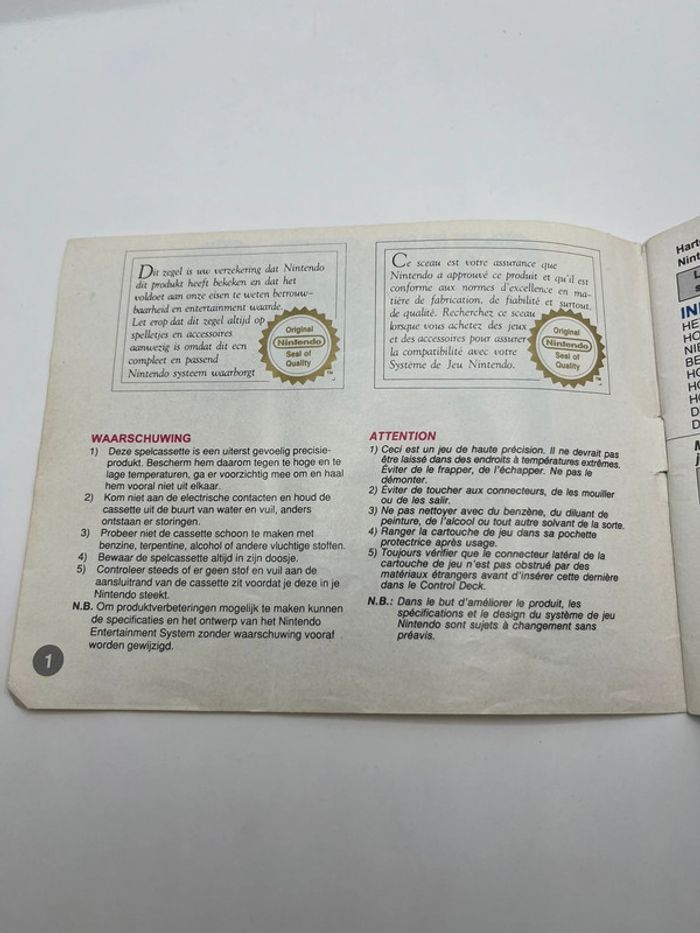 Dit zegel is uw verzekering dat Nintendo
dit produkt heeft bekeken en dat het
voldoet aan onze eisen te weten betrouw-
baarheid en entertainment waarde.
Let erop dat dit zegel altijd op
spelletjes en accessoires
aanwezig is omdat dit een
compleet en passend
Nintendo systeem waarborgt
Original
Nintendo
Seal of
Quality
TM
Ce sceau est votre assurance que
Nintendo a approuvé ce produit et qu'il est
conforme aux normes d'excellence en ma-
tière de fabrication, de fiabilité et surtout,
de qualité. Recherchez ce sceau
lorsque vous achetez des jeux
et des accessoires pour assurer
la compatibilité avec votre
Système de Jeu Nintendo.
Original
Nintendo
Seal of
Quality
TM
WAARSCHUWING
1) Deze spelcassette is een uiterst gevoelig precisie-
produkt. Bescherm hem daarom tegen te hoge en te
lage temperaturen, ga er voorzichtig mee om en haal
hem vooral niet uit elkaar.
2) Kom niet aan de electrische contacten en houd de
cassette uit de buurt van water en vuil, anders
ontstaan er storingen.
3) Probeer niet de cassette schoon te maken met
benzine, terpentine, alcohol of andere vluchtige stoffen.
4) Bewaar de spelcassette altijd in zijn doosje.
5) Controleer steeds of er geen stof en vuil aan de
aansluitrand van de cassette zit voordat je deze in je
Nintendo steekt.
N.B. Om produktverbeteringen mogelijk te maken kunnen
de specificaties en het ontwerp van het Nintendo
Entertainment System zonder waarschuwing vooraf
worden gewijzigd.
1
ATTENTION
1) Ceci est un jeu de haute précision. Il ne devrait pas
être laissé dans des endroits à températures extrêmes.
Éviter de le frapper, de l'échapper. Ne pas le
démonter.
2) Éviter de toucher aux connecteurs, de les mouiller
ou de les salir.
3) Ne pas nettoyer avec du benzène, du diluant de
peinture, de l'alcool ou tout autre solvant de la sorte.
4) Ranger la cartouche de jeu dans sa pochette
protectrice après usage.
5) Toujours vérifier que le connecteur latéral de la
cartouche de jeu n'est pas obstrué par des
matériaux étrangers avant d'insérer cette dernière
dans le Control Deck.
N.B.: Dans le but d'améliorer le produit, les
spécifications et le design du système de jeu
Nintendo sont sujets à changement sans
préavis.
Hart
Nint
L
s
IN
HE
HO
NIE
BE
HO
HO
HO
D
D
M
j